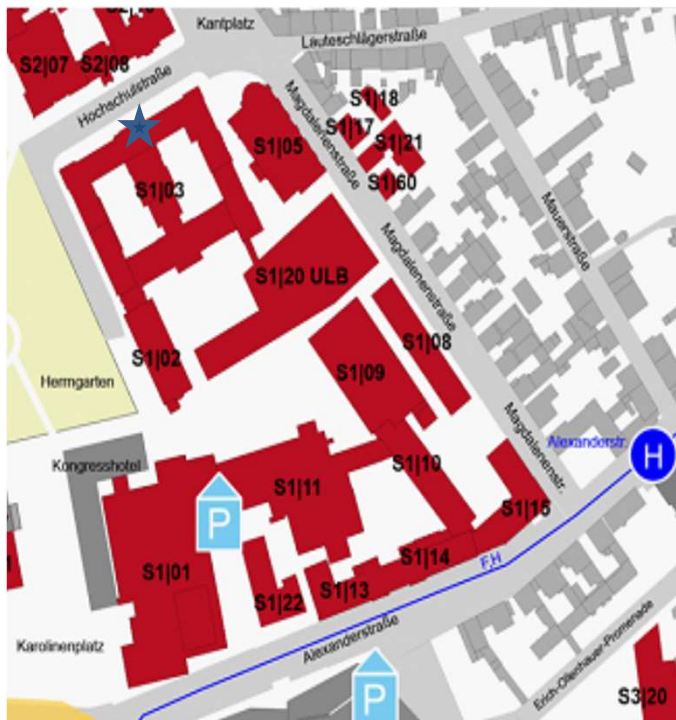 Kantplatz
Lauteschlägerstraße
S2|07
S2|06
Hochschulstraße
S1|18
S1|17
S1|05
S1|21
S1|60
Magdalenenstraße
S1|03
Mauerstraße
S1|20 ULB
Magdalenenstraße
S1|08
S1|02
S1|09
Herrngarten
Magdalenenstr.
Alexanderstr.
H
Kongresshotel
S1|10
S1|11
P
S1|15
S1|14
F,H
S1|01
S1|13
S1|22
Alexanderstraße
Karolinenplatz
P
Erich-Ollenhauer-Promenade
S3|20